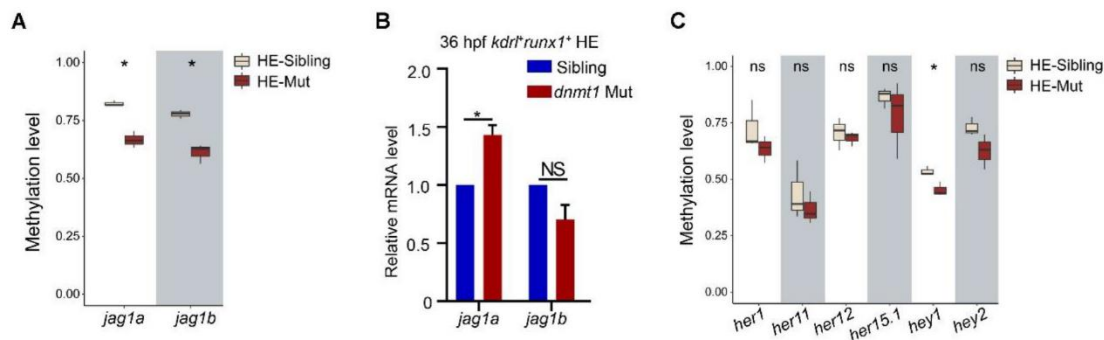 A
Methylation level
1.00
0.75
0.50
0.25
0.00
*
*
jag1a
jag1b
HE-Sibling
HE-Mut
B
36 hpf kdrl+runx1+ HE
Relative mRNA level
2.0
1.5
1.0
0.5
0
Sibling
dnmt1 Mut
*
NS
jag1a
jag1b
C
Methylation level
1.00
0.75
0.50
0.25
0.00
ns
ns
ns
ns
*
ns
her1
her11
her12
her15.1
hey1
hey2
HE-Sibling
HE-Mut